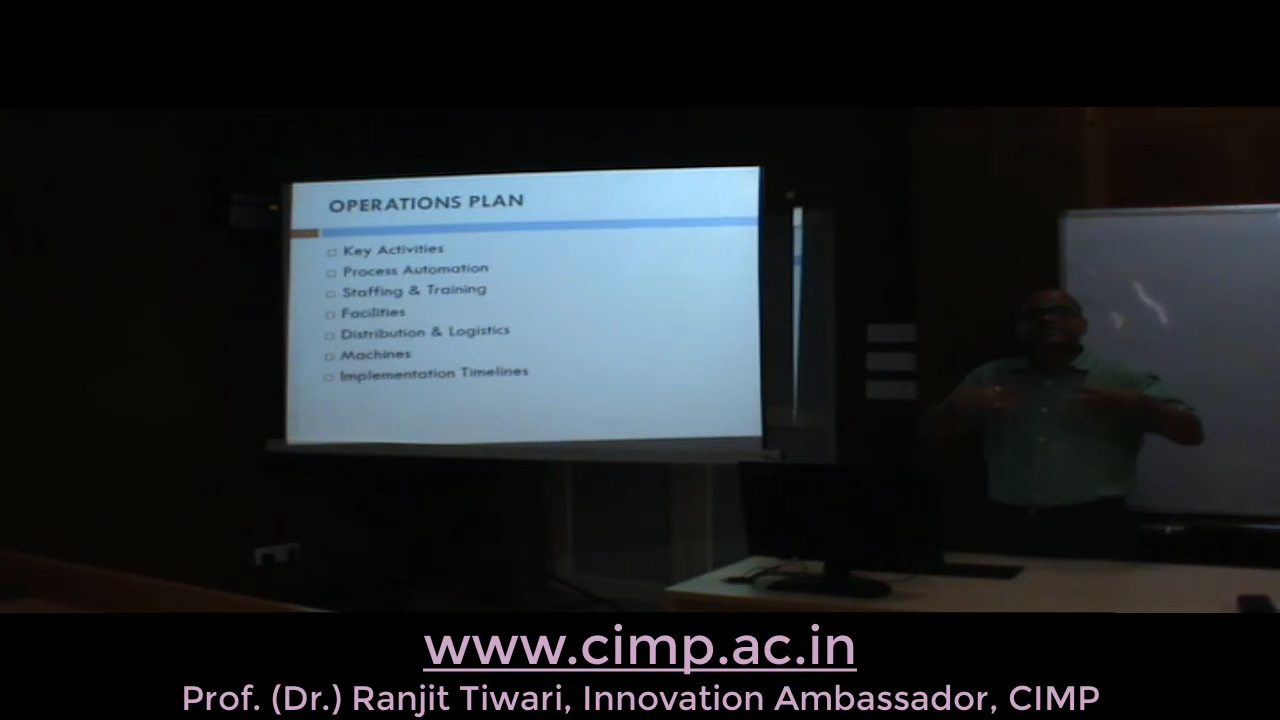 OPERATIONS PLAN
Key Activities
Process Automation
Staffing & Training
Facilities
Distribution & Logistics
Machines
Implementation Timelines
www.cimp.ac.in
Prof. (Dr.) Ranjit Tiwari, Innovation Ambassador, CIMP